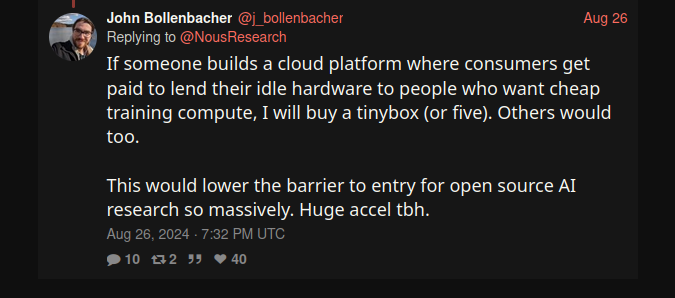 John Bollenbacher @j_bollenbacher Aug 26
Replying to @NousResearch
If someone builds a cloud platform where consumers get
paid to lend their idle hardware to people who want cheap
training compute, I will buy a tinybox (or five). Others would
too.
This would lower the barrier to entry for open source AI
research so massively. Huge accel tbh.
Aug 26, 2024 · 7:32 PM UTC
10 2 40